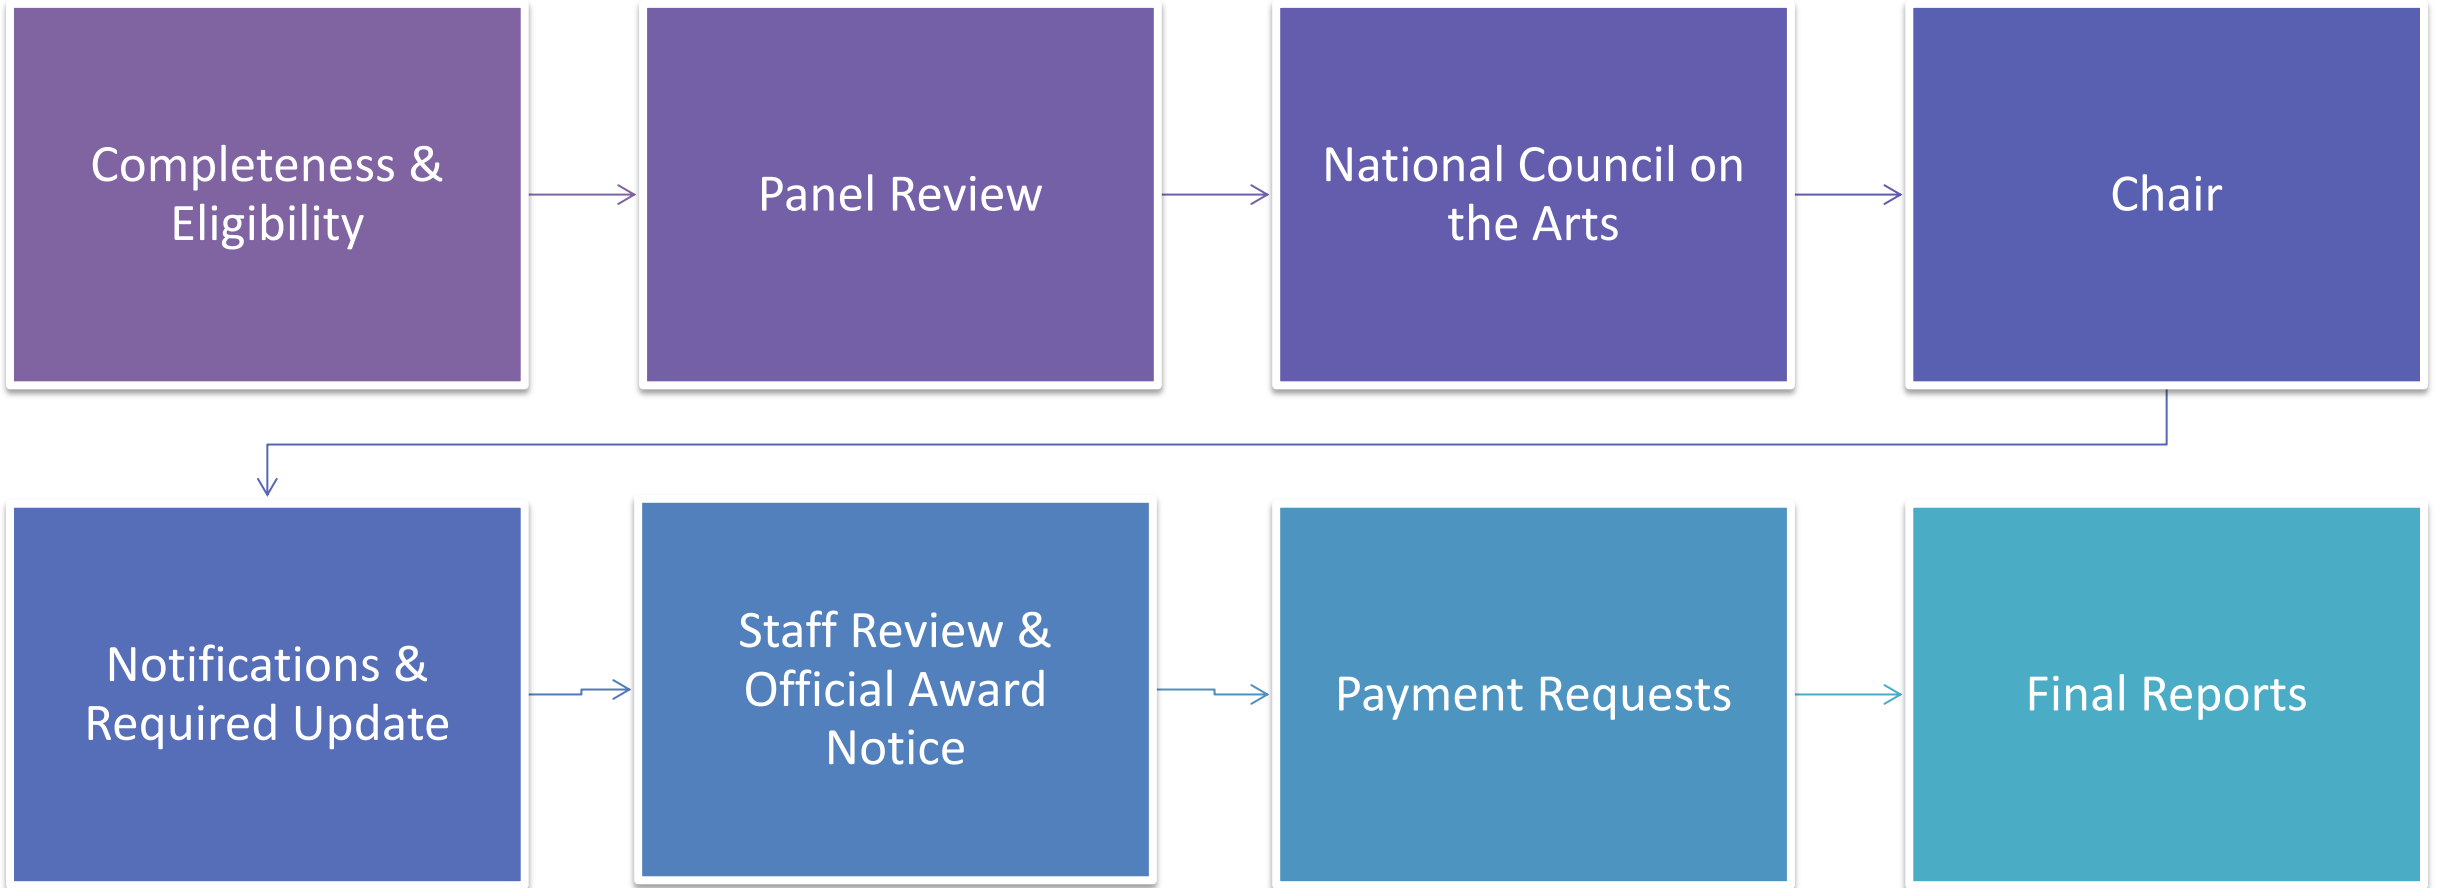 Completeness &
Eligibility
Panel Review
National Council on
the Arts
Chair
Notifications &
Required Update
Staff Review &
Official Award
Notice
Payment Requests
Final Reports